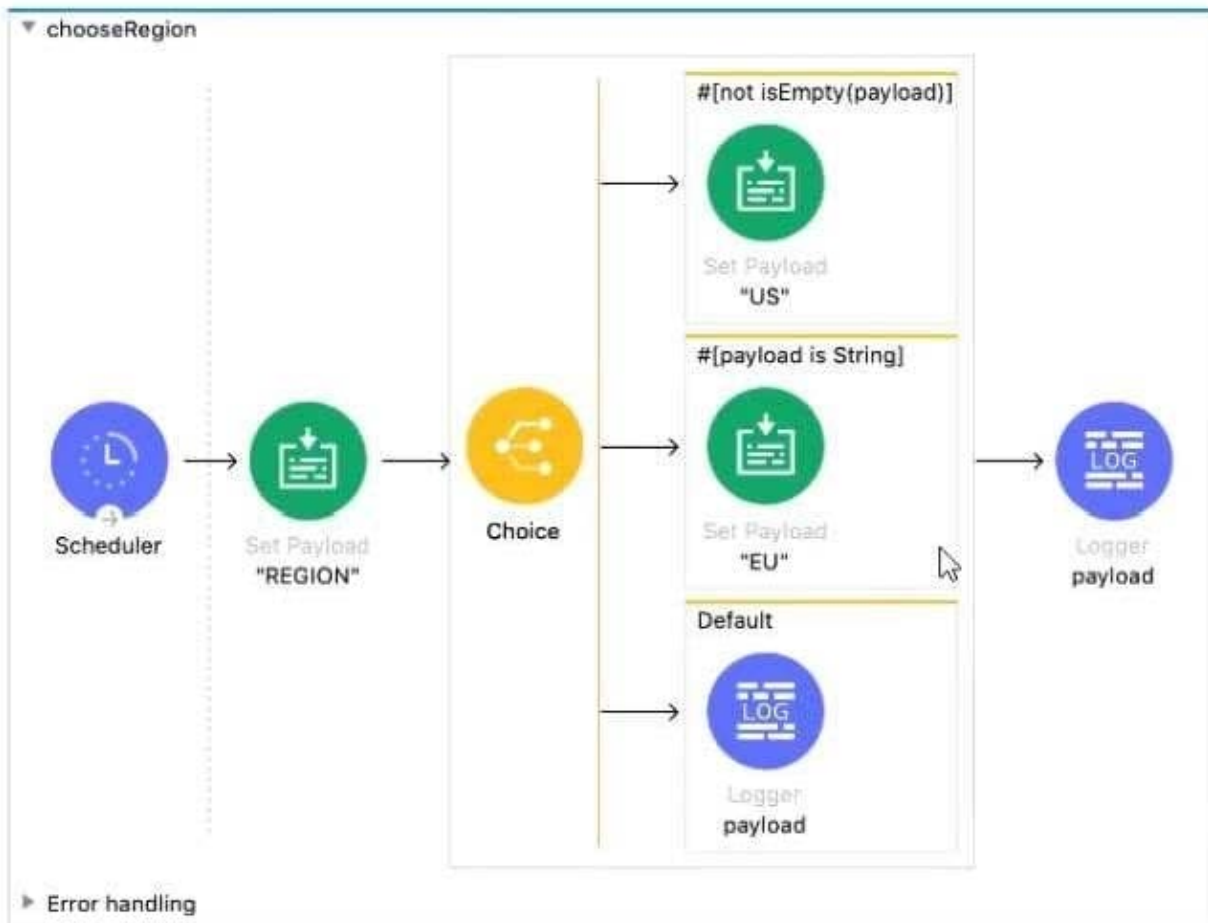 chooseRegion
#[not isEmpty(payload)]
Set Payload
"US"
#[payload is String]
Scheduler
Set Payload
"REGION"
Choice
Set Payload
"EU"
LOG
Logger
payload
Default
LOG
Logger
payload
Error handling